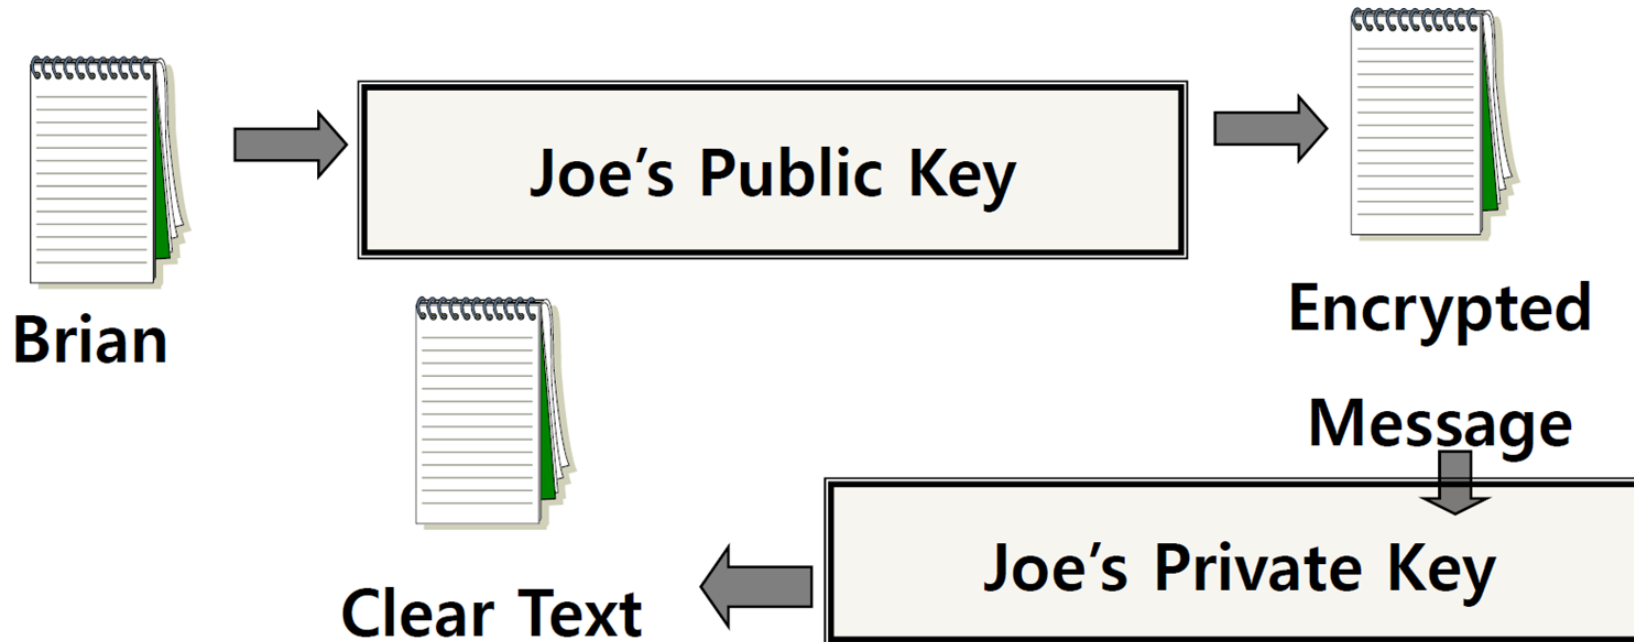 Joe’s Public Key
Brian
Encrypted
Message
Joe’s Private Key
Clear Text